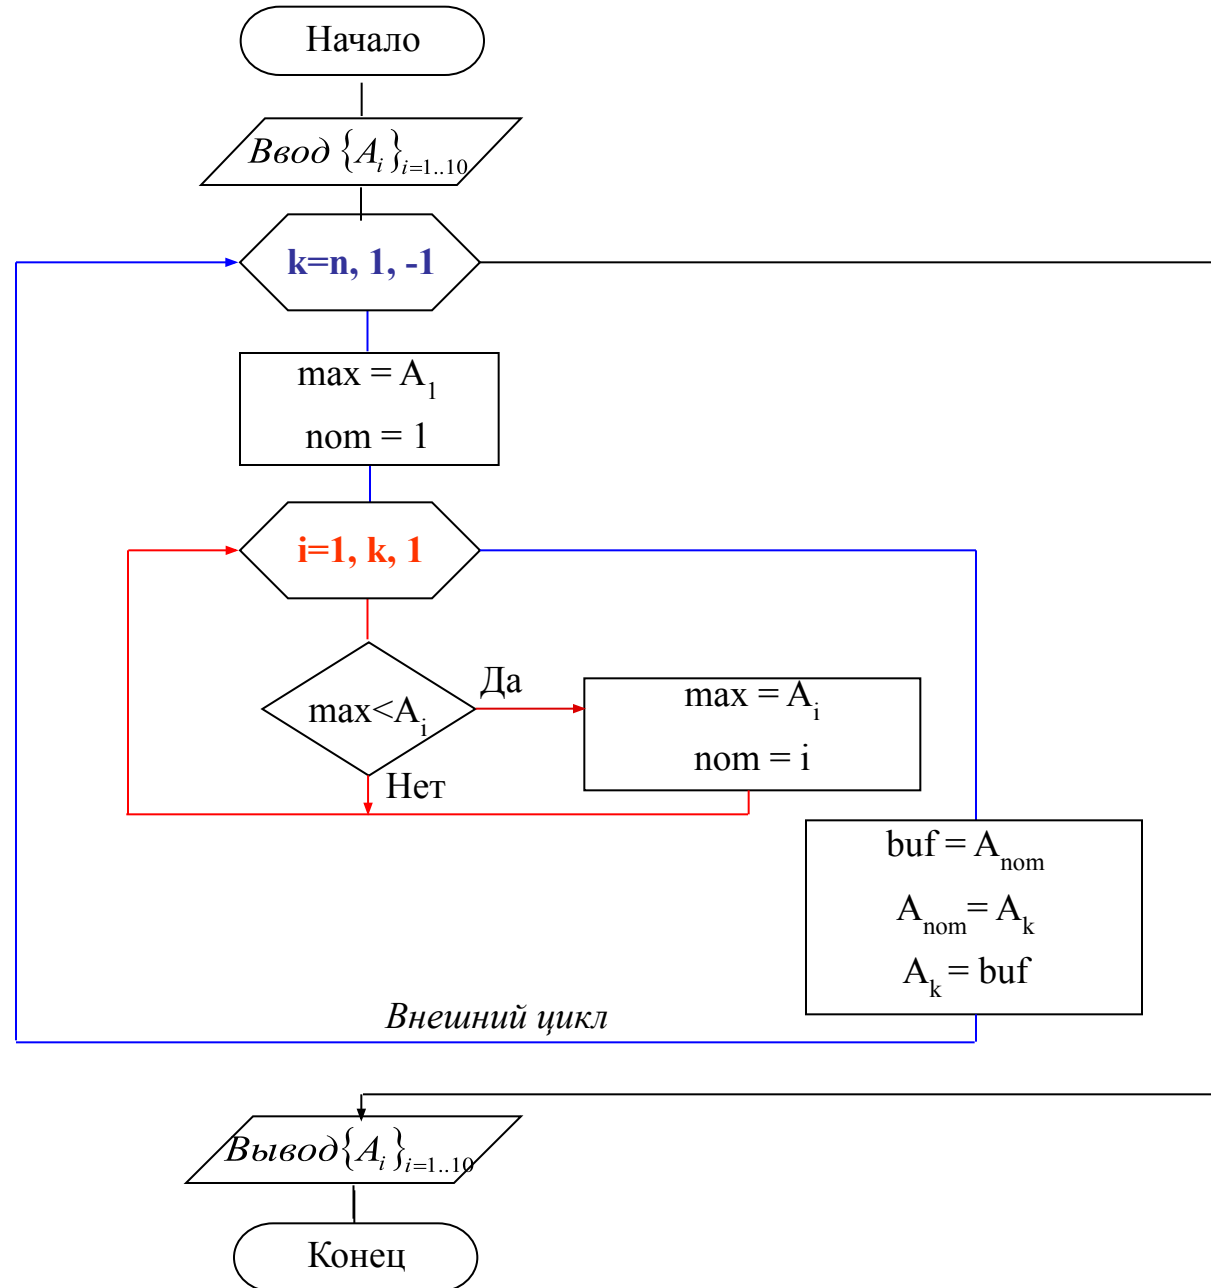 Начало
Ввод {A_i}_{i=1..10}
k=n, 1, -1
max = A_1
nom = 1
i=1, k, 1
max<A_i
Да
Нет
max = A_i
nom = i
buf = A_nom
A_nom= A_k
A_k = buf
Внешний цикл
Вывод{A_i}_{i=1..10}
Конец